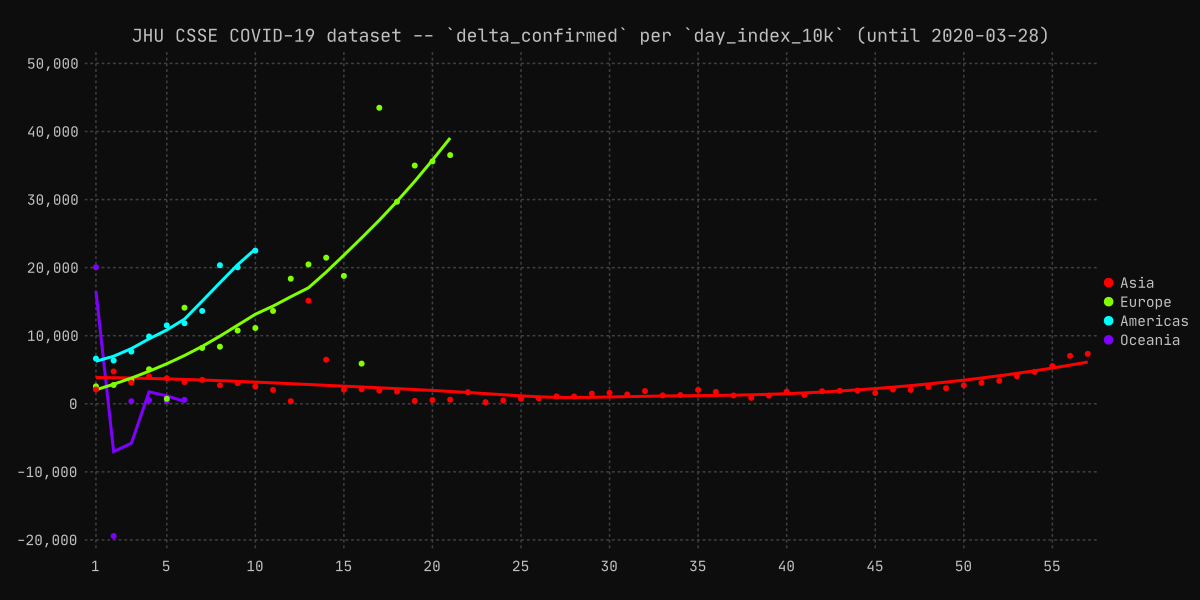 JHU CSSE COVID-19 dataset -- `delta_confirmed` per `day_index_10k` (until 2020-03-28)
50,000
40,000
30,000
20,000
10,000
0
-10,000
-20,000
1 5 10 15 20 25 30 35 40 45 50 55
Asia
Europe
Americas
Oceania